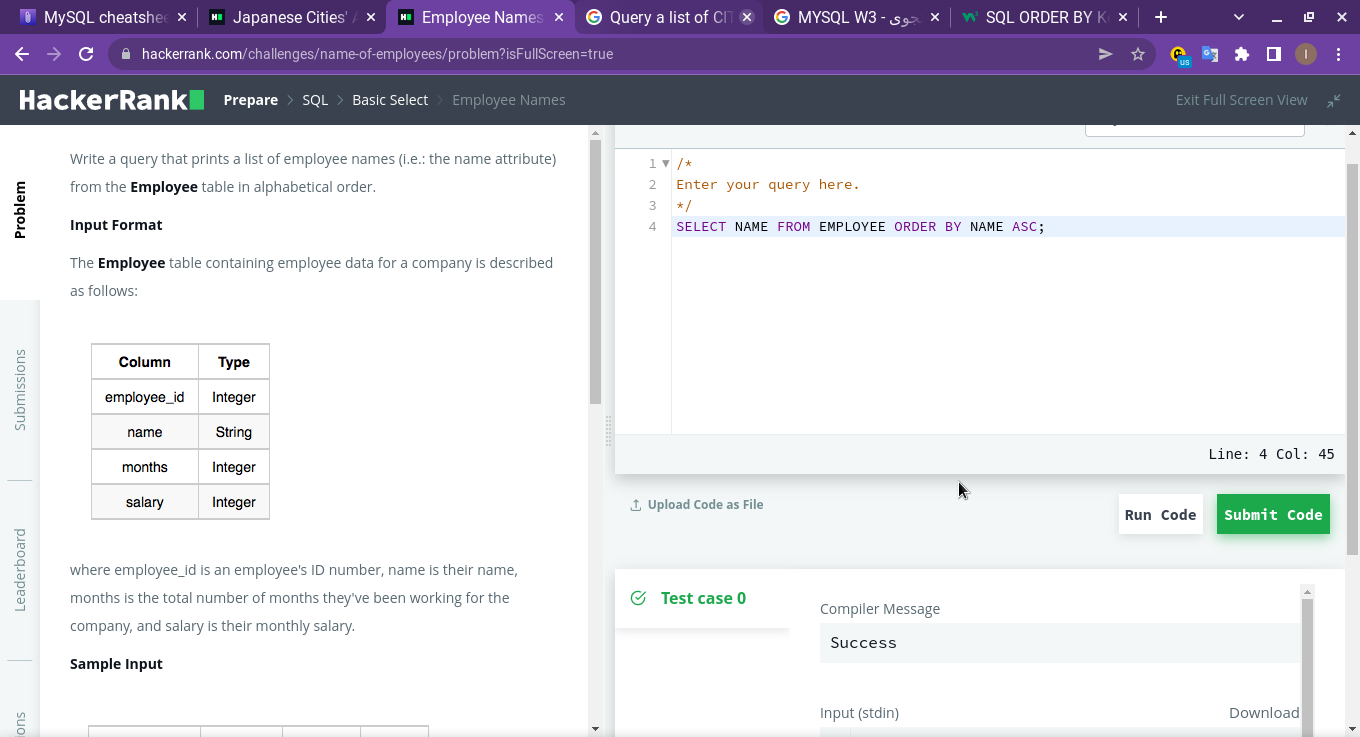 MySQL cheatshe
Japanese Cities'
Employee Names
Query a list of CIT
MYSQL W3 - جوی
SQL ORDER BY K
hackerrank.com/challenges/name-of-employees/problem?isFullScreen=true
us
I
HackerRank
Prepare > SQL > Basic Select > Employee Names
Exit Full Screen View
Problem
Submissions
Leaderboard
ons
Write a query that prints a list of employee names (i.e.: the name attribute)
from the Employee table in alphabetical order.
Input Format
The Employee table containing employee data for a company is described
as follows:
Column Type
employee_id Integer
name String
months Integer
salary Integer
where employee_id is an employee's ID number, name is their name,
months is the total number of months they've been working for the
company, and salary is their monthly salary.
Sample Input
1 /*
2 Enter your query here.
3 */
4 SELECT NAME FROM EMPLOYEE ORDER BY NAME ASC;
Line: 4 Col: 45
Upload Code as File
Run Code
Submit Code
Test case 0
Compiler Message
Success
Input (stdin)
Download